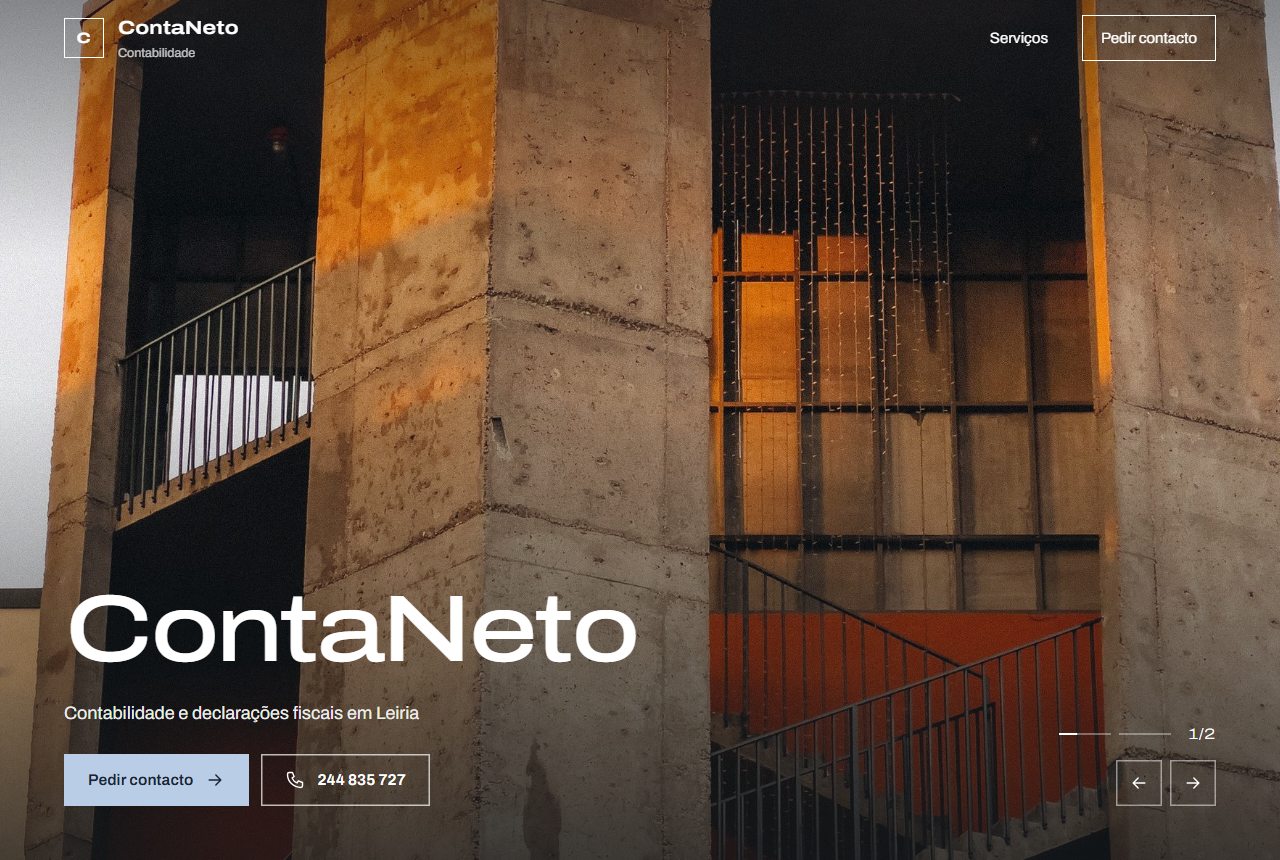 C
ContaNeto
Contabilidade
Serviços
Pedir contacto
ContaNeto
Contabilidade e declarações fiscais em Leiria
Pedir contacto
244 835 727
1/2